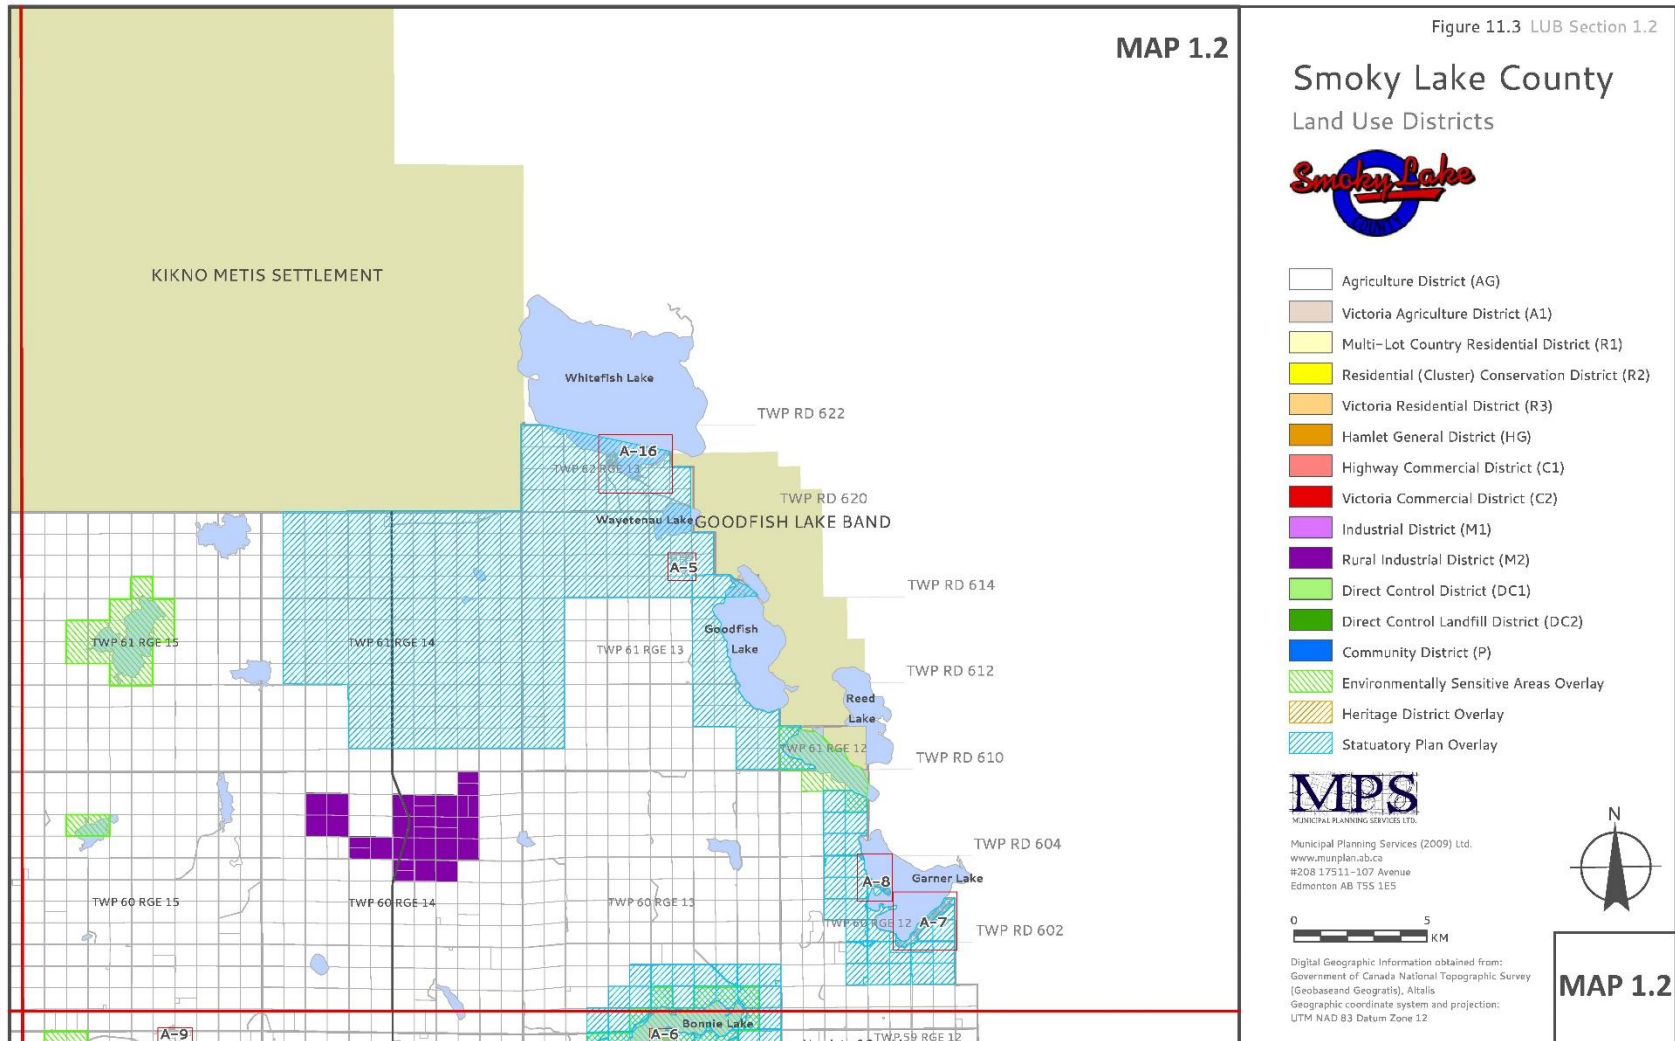 MAP 1.2
KIKNO METIS SETTLEMENT
Whitefish Lake
TWP RD 622
A-16
TWP 62 RGE 13
TWP RD 620
Wayetenau Lake
GOODFISH LAKE BAND
A-5
TWP RD 614
Goodfish
Lake
TWP 61 RGE 15
TWP 61 RGE 14
TWP 61 RGE 13
TWP RD 612
Reed
Lake
TWP 61 RGE 12
TWP RD 610
TWP RD 604
A-8
Garner Lake
TWP 60 RGE 15
TWP 60 RGE 14
TWP 60 RGE 13
TWP 60 RGE 12
A-7
TWP RD 602
Bonnie Lake
A-9
A-6
TWP 59 RGE 12
Figure 11.3 LUB Section 1.2
Smoky Lake County
Land Use Districts
Smoky Lake
COUNTY
Agriculture District (AG)
Victoria Agriculture District (A1)
Multi-Lot Country Residential District (R1)
Residential (Cluster) Conservation District (R2)
Victoria Residential District (R3)
Hamlet General District (HG)
Highway Commercial District (C1)
Victoria Commercial District (C2)
Industrial District (M1)
Rural Industrial District (M2)
Direct Control District (DC1)
Direct Control Landfill District (DC2)
Community District (P)
Environmentally Sensitive Areas Overlay
Heritage District Overlay
Statuatory Plan Overlay
MPS
MUNICIPAL PLANNING SERVICES LTD.
Municipal Planning Services (2009) Ltd.
www.munplan.ab.ca
#208 17511-107 Avenue
Edmonton AB T5S 1E5
N
0 5
KM
Digital Geographic Information obtained from:
Government of Canada National Topographic Survey
(Geobaseand Geogratis), Altalis
Geographic coordinate system and projection:
UTM NAD 83 Datum Zone 12
MAP 1.2